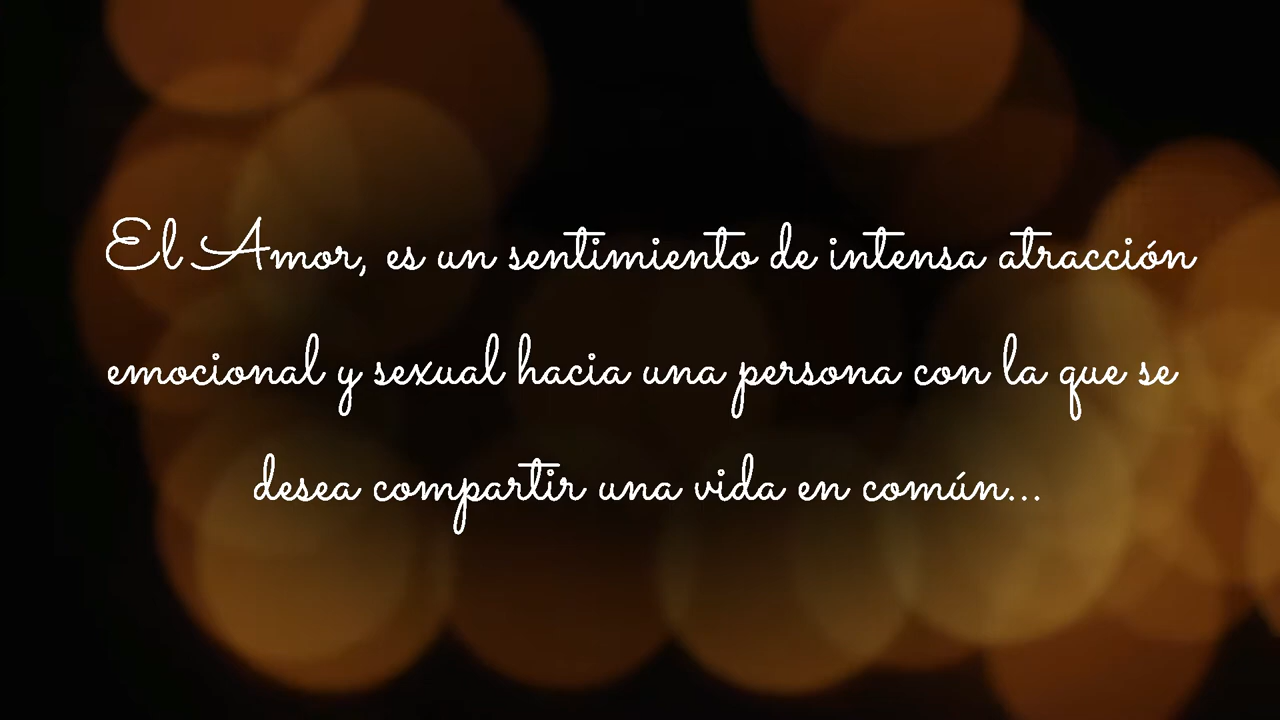 El Amor, es un sentimiento de intensa atracción
emocional y sexual hacia una persona con la que se
desea compartir una vida en común...